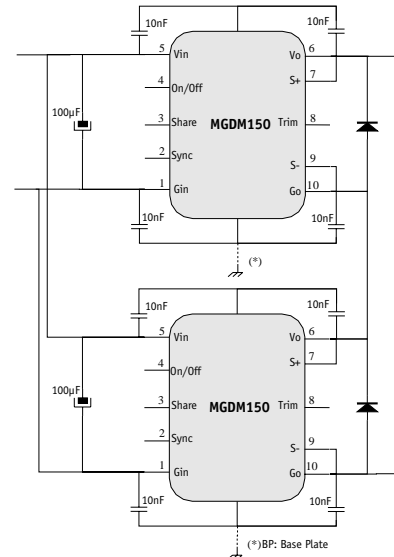 10nF
10nF
5 Vin
Vo 6
S+ 7
4 On/Off
100µF
3 Share
MGDM150
Trim 8
2 Sync
S- 9
1 Gin
Go 10
10nF
10nF
(*)
10nF
10nF
5 Vin
Vo 6
S+ 7
4 On/Off
100µF
3 Share
MGDM150
Trim 8
2 Sync
S- 9
1 Gin
Go 10
10nF
10nF
(*)BP: Base Plate